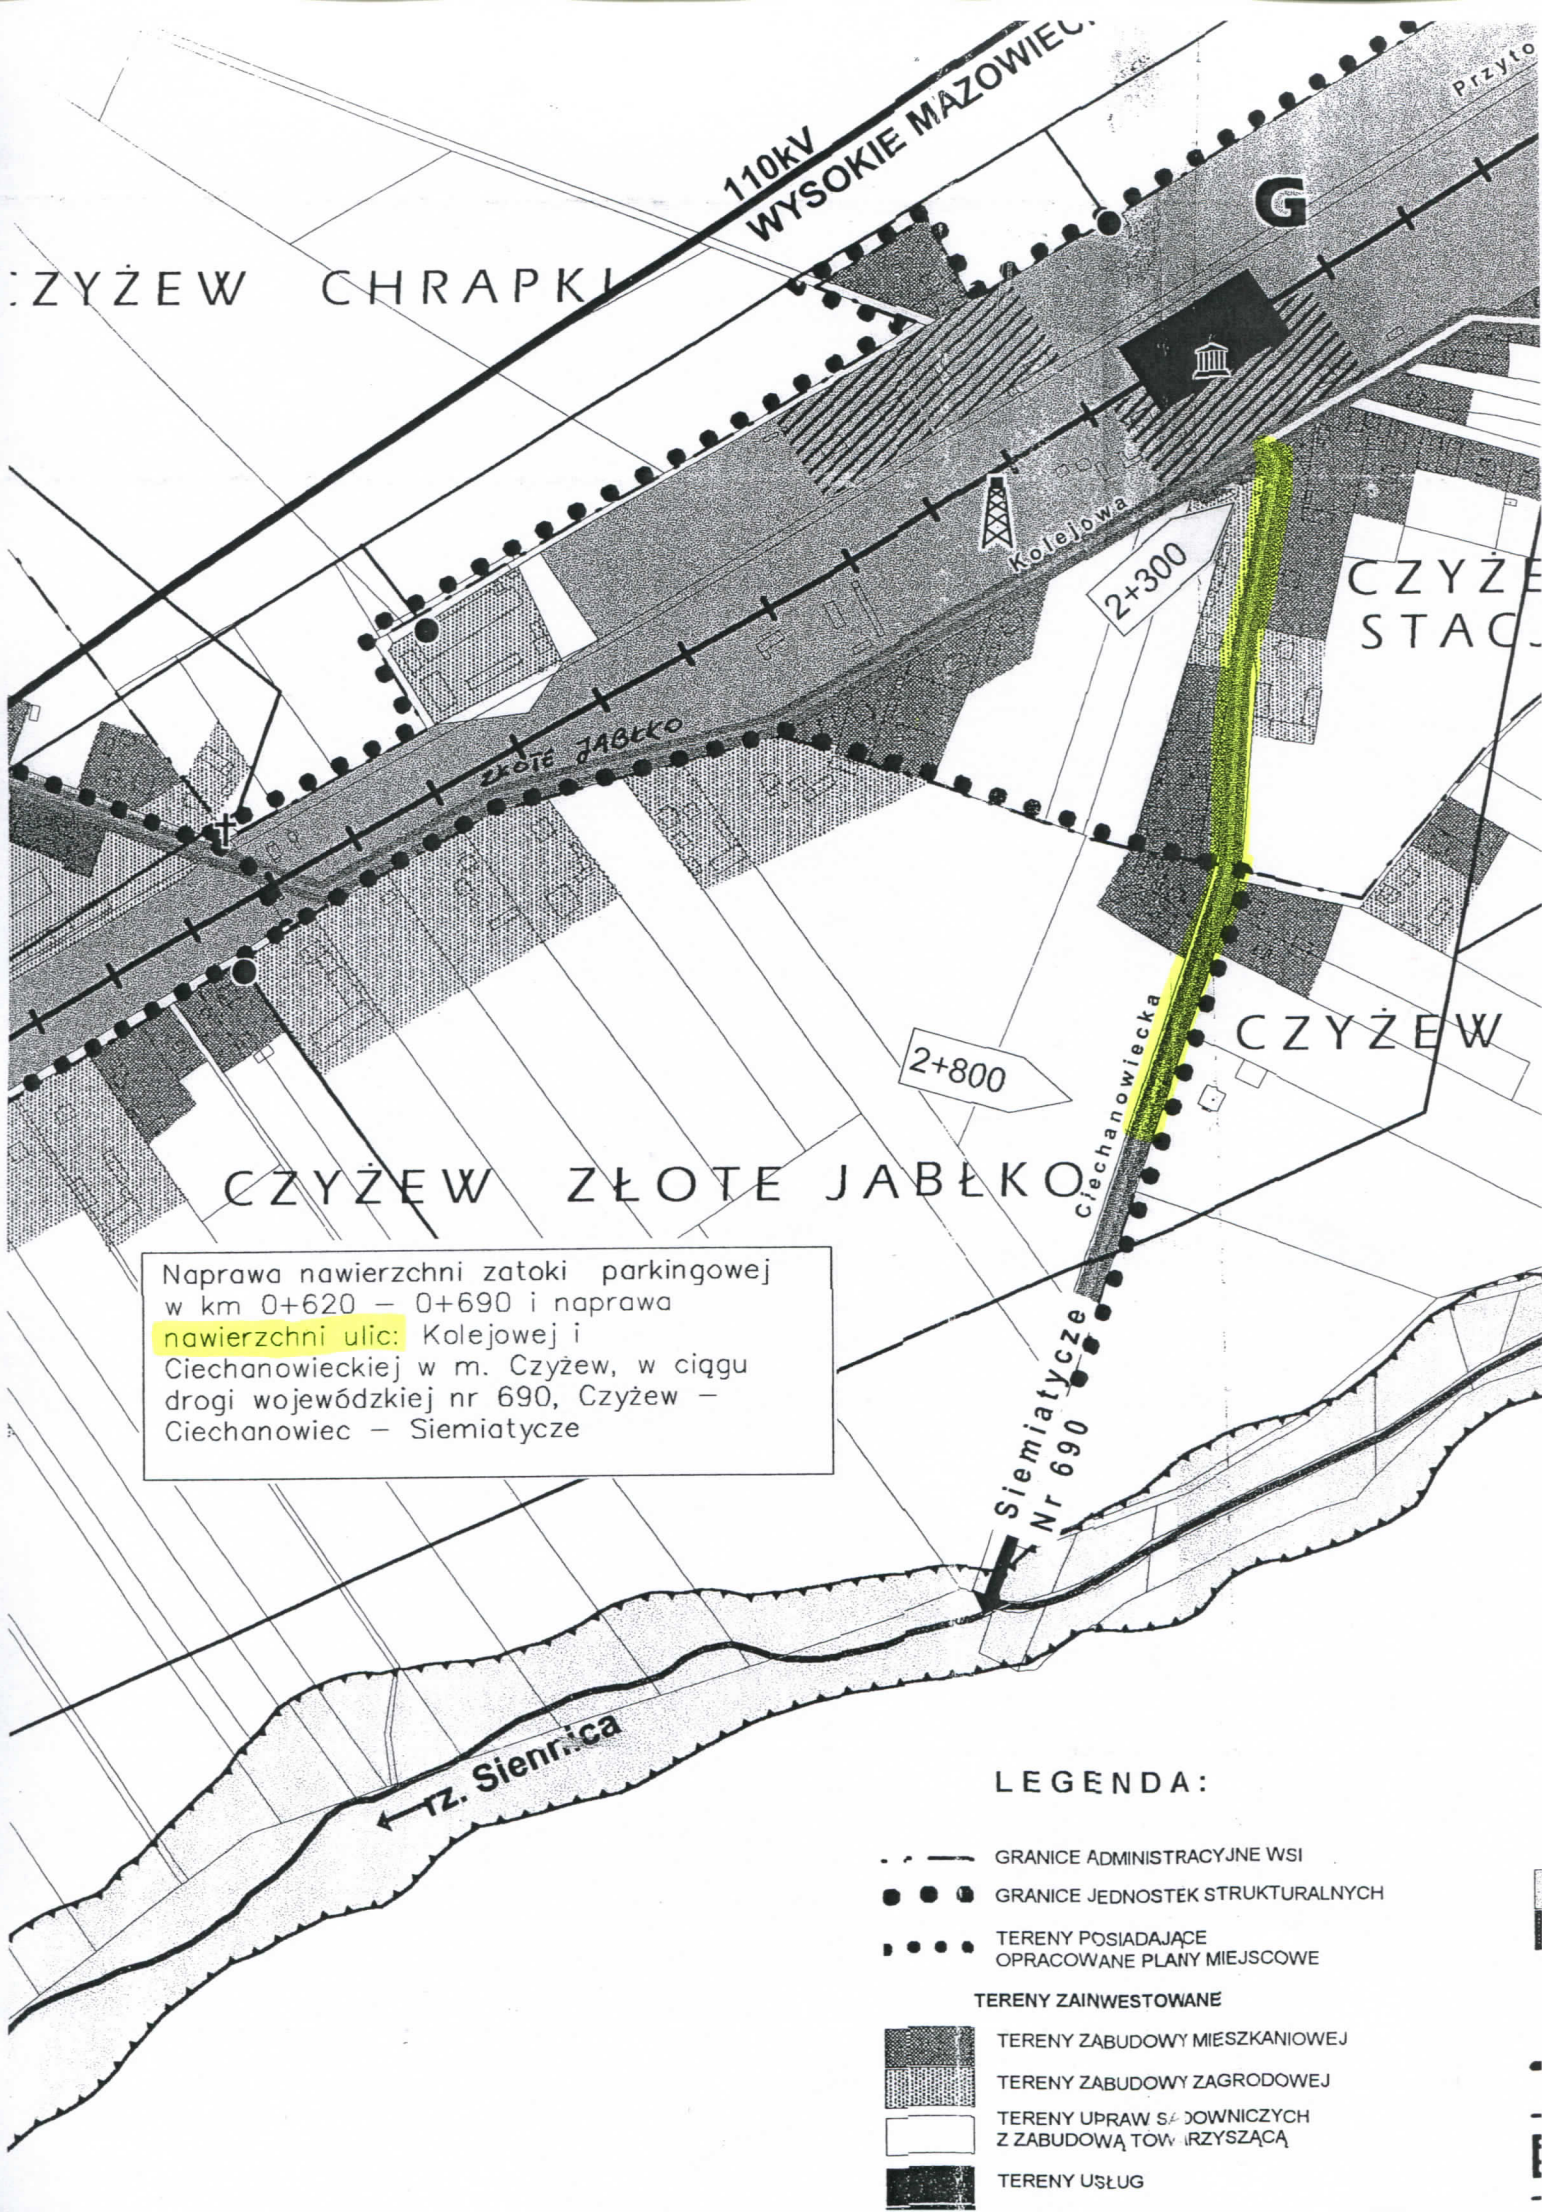 110kV
WYSOKIE MAZOWIEC
Przyto
G
CZYŻEW CHRAPKI
Kolejowa
2+300
CZYŻE
STACJ
ZŁOTE JABŁKO
Ciechanowiecka
CZYŻEW
2+800
CZYŻEW ZŁOTE JABŁKO
Naprawa nawierzchni zatoki parkingowej
w km 0+620 – 0+690 i naprawa
nawierzchni ulic: Kolejowej i
Ciechanowieckiej w m. Czyżew, w ciągu
drogi wojewódzkiej nr 690, Czyżew –
Ciechanowiec – Siemiatycze
Siemiatycze
Nr 690
rz. Siennica
LEGENDA:
GRANICE ADMINISTRACYJNE WSI
GRANICE JEDNOSTEK STRUKTURALNYCH
TERENY POSIADAJĄCE
OPRACOWANE PLANY MIEJSCOWE
TERENY ZAINWESTOWANE
TERENY ZABUDOWY MIESZKANIOWEJ
TERENY ZABUDOWY ZAGRODOWEJ
TERENY UPRAW SADOWNICZYCH
Z ZABUDOWĄ TOWARZYSZĄCĄ
TERENY USŁUG